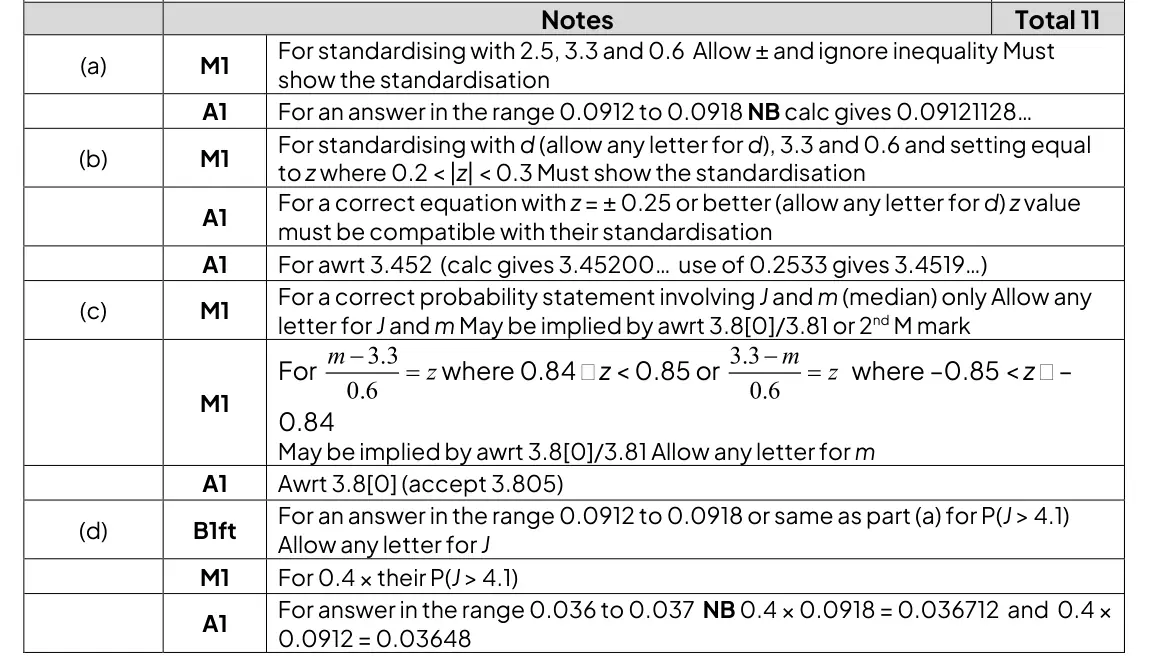 Notes Total 11
(a) M1 For standardising with 2.5, 3.3 and 0.6 Allow ± and ignore inequality Must
show the standardisation
A1 For an answer in the range 0.0912 to 0.0918 NB calc gives 0.09121128…
(b) M1 For standardising with d (allow any letter for d), 3.3 and 0.6 and setting equal
to z where 0.2 < |z| < 0.3 Must show the standardisation
A1 For a correct equation with z = ± 0.25 or better (allow any letter for d) z value
must be compatible with their standardisation
A1 For awrt 3.452 (calc gives 3.45200… use of 0.2533 gives 3.4519…)
(c) M1 For a correct probability statement involving J and m (median) only Allow any
letter for J and m May be implied by awrt 3.8[0]/3.81 or 2nd M mark
M1 For (m − 3.3)/0.6 = z where 0.84 □ z < 0.85 or (3.3 − m)/0.6 = z where −0.85 < z □ −
0.84
May be implied by awrt 3.8[0]/3.81 Allow any letter for m
A1 Awrt 3.8[0] (accept 3.805)
(d) B1ft For an answer in the range 0.0912 to 0.0918 or same as part (a) for P(J > 4.1)
Allow any letter for J
M1 For 0.4 × their P(J > 4.1)
A1 For answer in the range 0.036 to 0.037 NB 0.4 × 0.0918 = 0.036712 and 0.4 ×
0.0912 = 0.03648